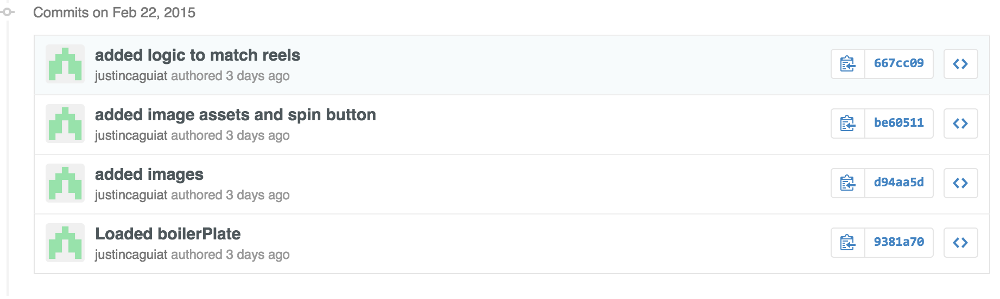 Commits on Feb 22, 2015
added logic to match reels
justincaguiat authored 3 days ago
667cc09
added image assets and spin button
justincaguiat authored 3 days ago
be60511
added images
justincaguiat authored 3 days ago
d94aa5d
Loaded boilerPlate
justincaguiat authored 3 days ago
9381a70